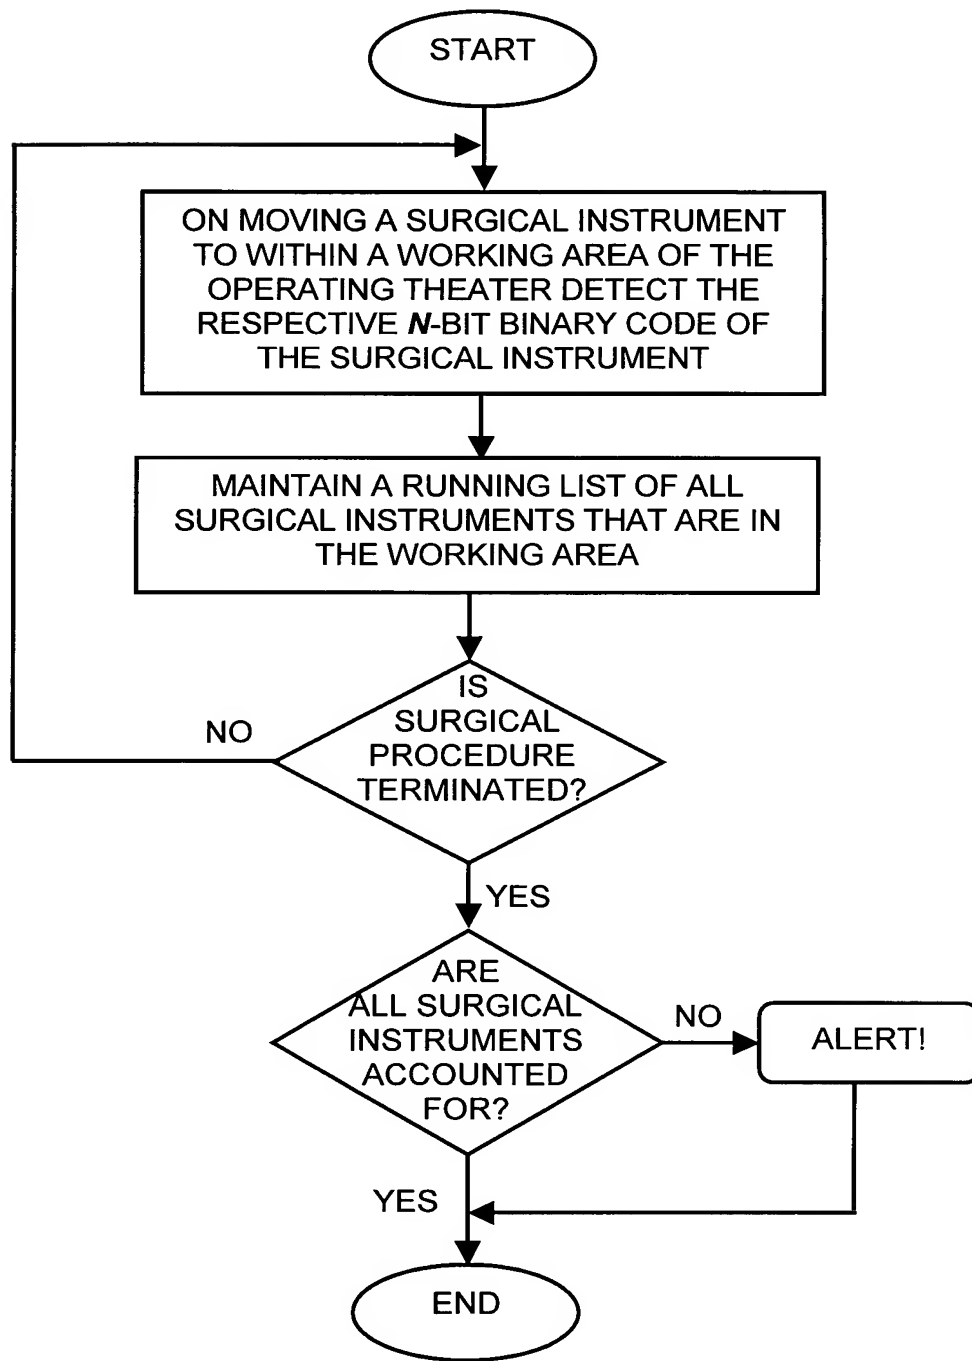 START
ON MOVING A SURGICAL INSTRUMENT
TO WITHIN A WORKING AREA OF THE
OPERATING THEATER DETECT THE
RESPECTIVE N-BIT BINARY CODE OF
THE SURGICAL INSTRUMENT
MAINTAIN A RUNNING LIST OF ALL
SURGICAL INSTRUMENTS THAT ARE IN
THE WORKING AREA
IS
SURGICAL
PROCEDURE
TERMINATED?
NO
YES
ARE
ALL SURGICAL
INSTRUMENTS
ACCOUNTED
FOR?
NO
ALERT!
YES
END